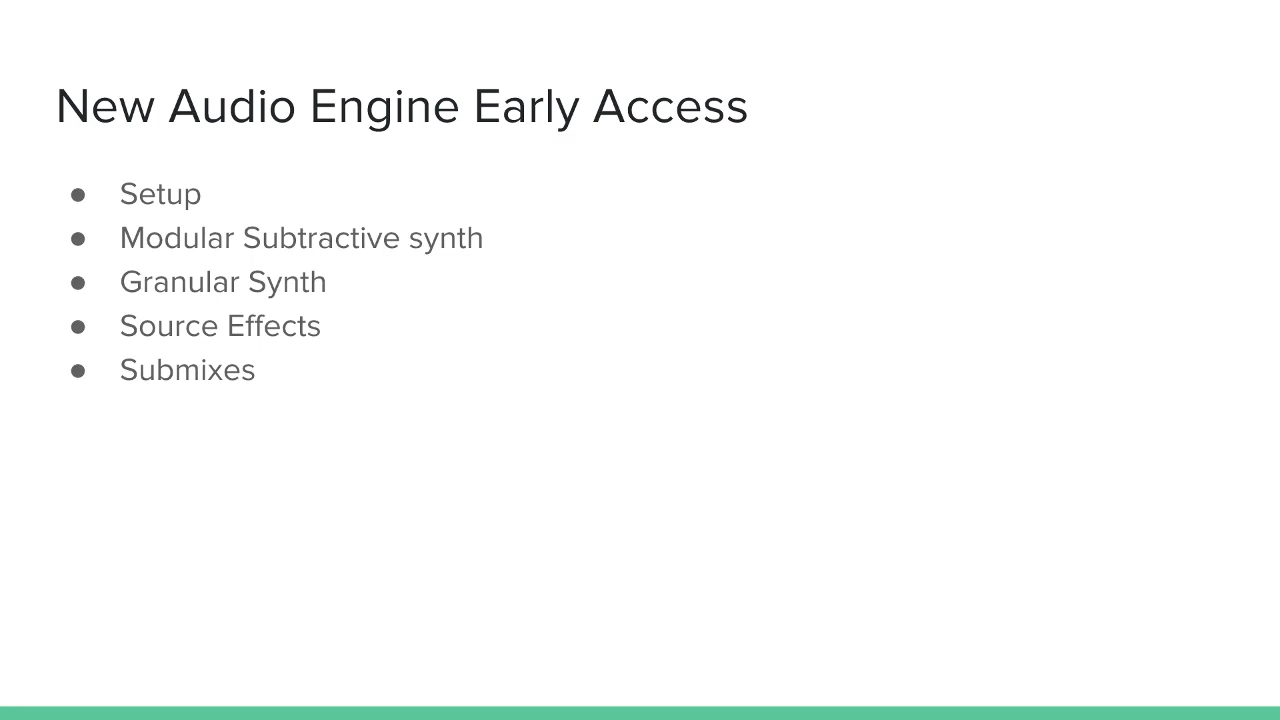 New Audio Engine Early Access
● Setup
● Modular Subtractive synth
● Granular Synth
● Source Effects
● Submixes